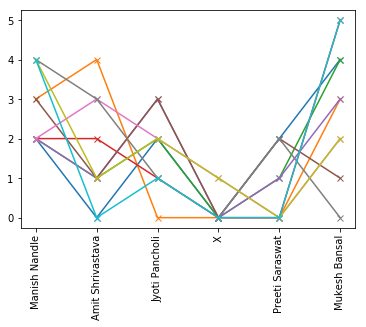 5
4
3
2
1
0
Manish Nandle
Amit Shrivastava
Jyoti Pancholi
X
Preeti Saraswat
Mukesh Bansal